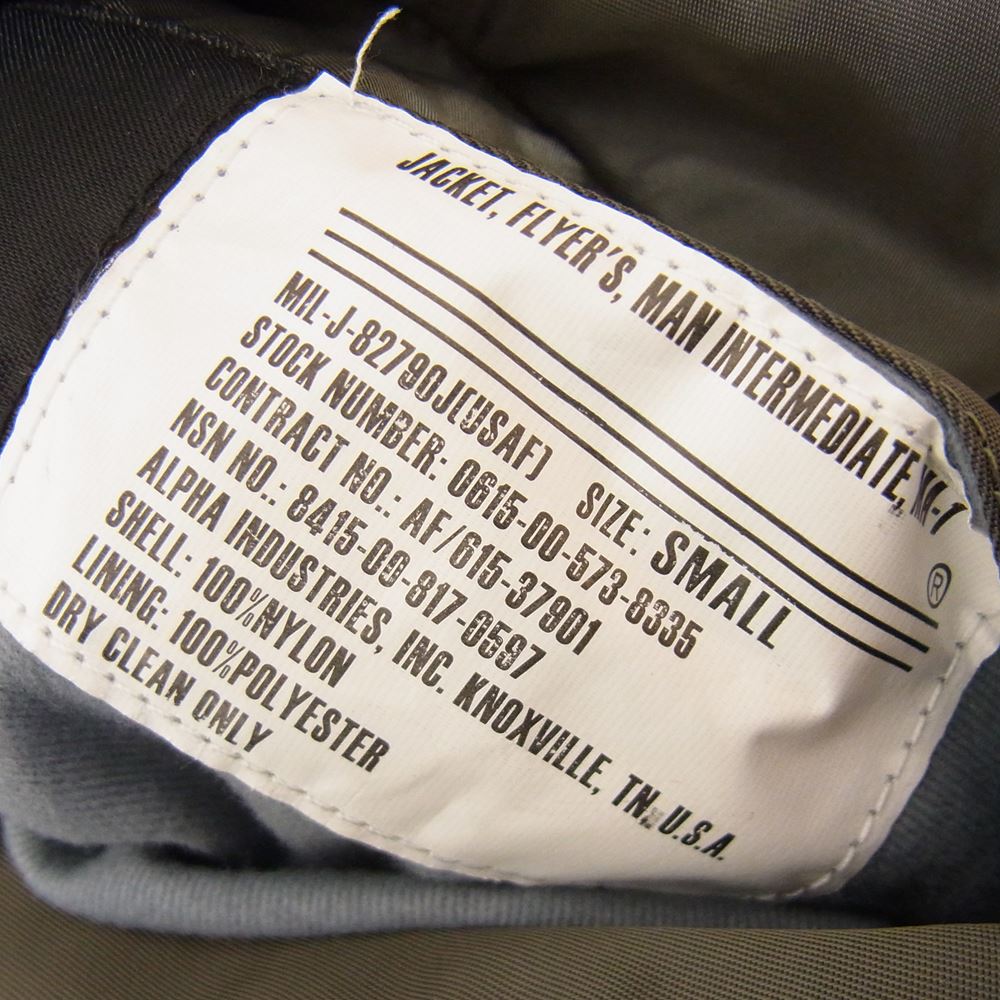 JACKET, FLYER'S, MAN INTERMEDIATE,
®
SIZE: SMALL
MIL-J-82790J(USAF)
STOCK NUMBER: 0615-00-573-8335
CONTRACT NO.: AF/615-37901
NSN NO.: 8415-00-817-0597
ALPHA INDUSTRIES, INC. KNOXVILLE, TN. U.S.A.
SHELL: 100%NYLON
LINING: 100%POLYESTER
DRY CLEAN ONLY